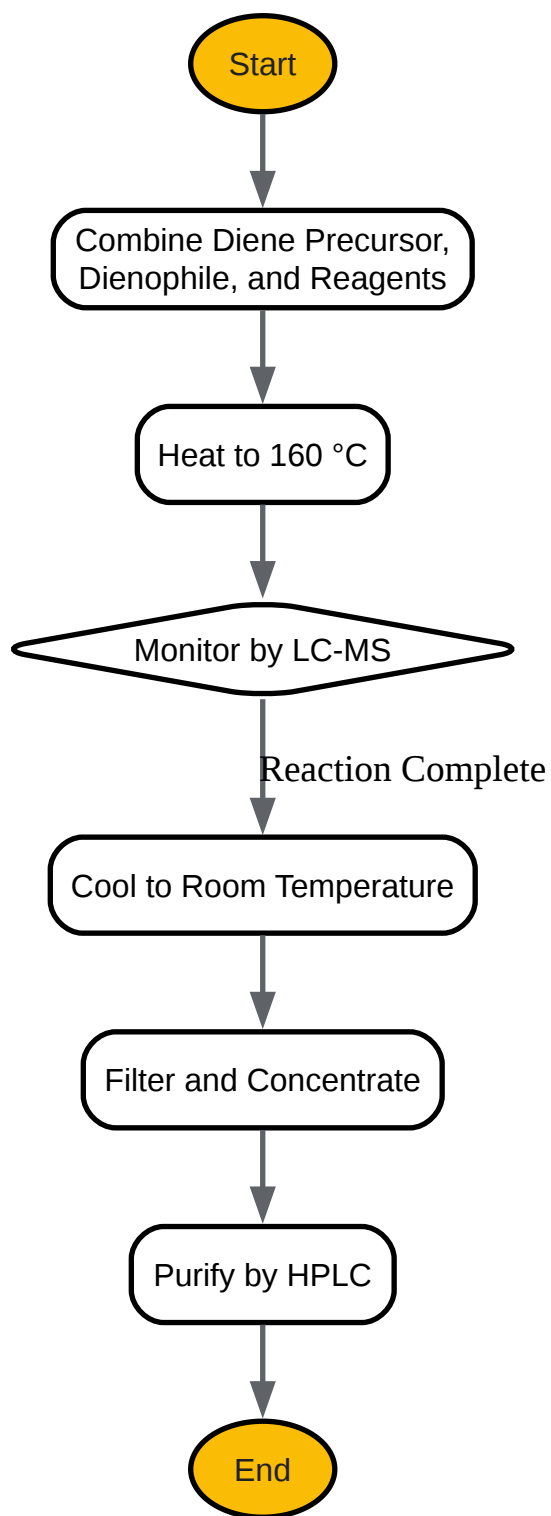 Start
Combine Diene Precursor,
Dienophile, and Reagents
Heat to 160 °C
Monitor by LC-MS
Reaction Complete
Cool to Room Temperature
Filter and Concentrate
Purify by HPLC
End